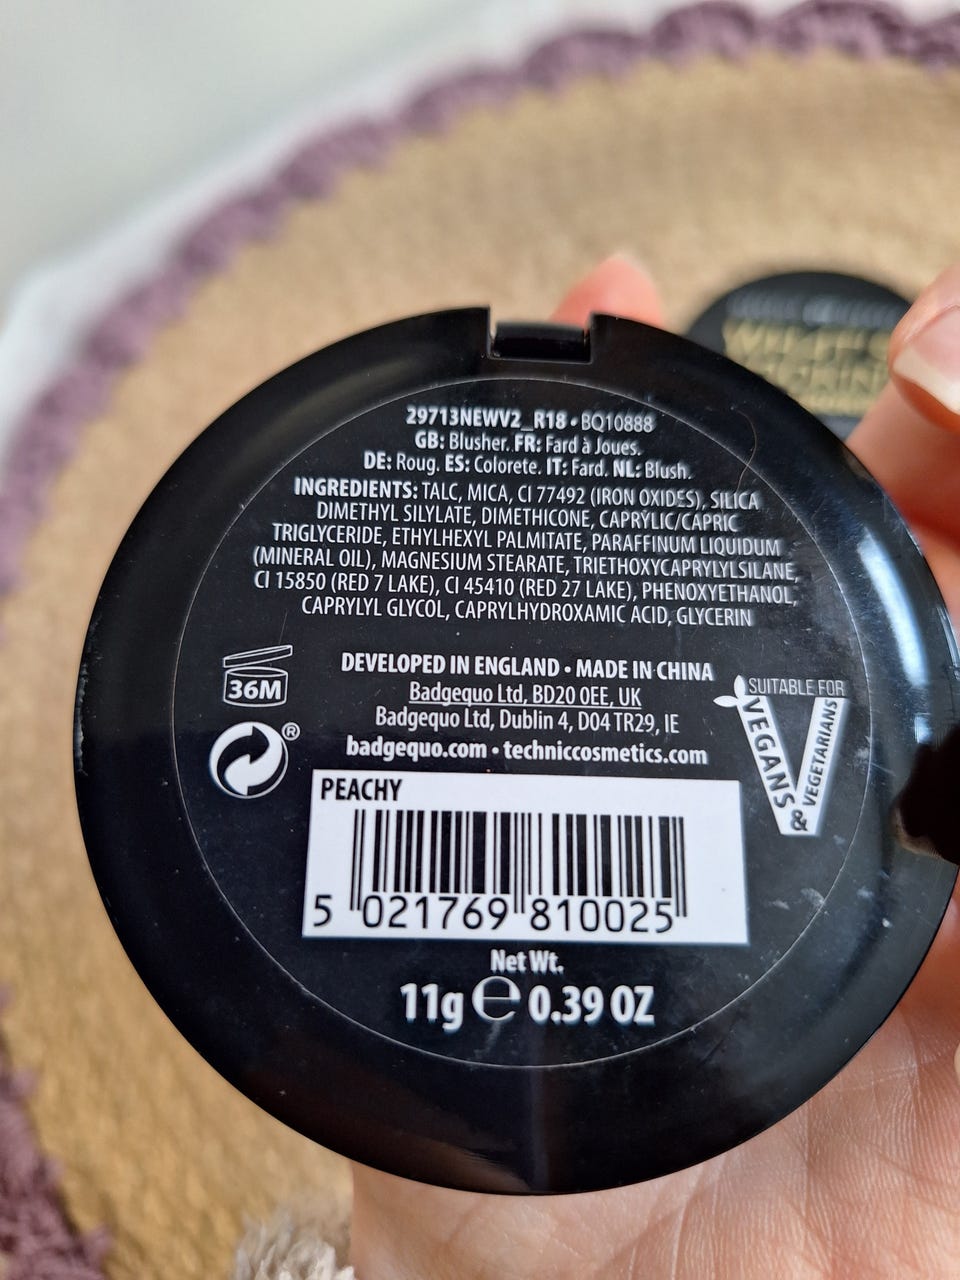 29713NEWV2_R18 • BQ10888
GB: Blusher. FR: Fard à Joues.
DE: Roug. ES: Colorete. IT: Fard. NL: Blush.
INGREDIENTS: TALC, MICA, CI 77492 (IRON OXIDES), SILICA
DIMETHYL SILYLATE, DIMETHICONE, CAPRYLIC/CAPRIC
TRIGLYCERIDE, ETHYLHEXYL PALMITATE, PARAFFINUM LIQUIDUM
(MINERAL OIL), MAGNESIUM STEARATE, TRIETHOXYCAPRYLYLSILANE,
CI 15850 (RED 7 LAKE), CI 45410 (RED 27 LAKE), PHENOXYETHANOL,
CAPRYLYL GLYCOL, CAPRYLHYDROXAMIC ACID, GLYCERIN
36M
®
DEVELOPED IN ENGLAND • MADE IN CHINA
Badgequo Ltd, BD20 0EE, UK
Badgequo Ltd, Dublin 4, D04 TR29, IE
badgequo.com • techniccosmetics.com
SUITABLE FOR
VEGANS
&
VEGETARIANS
PEACHY
5 021769 810025
Net Wt.
11g e 0.39 OZ